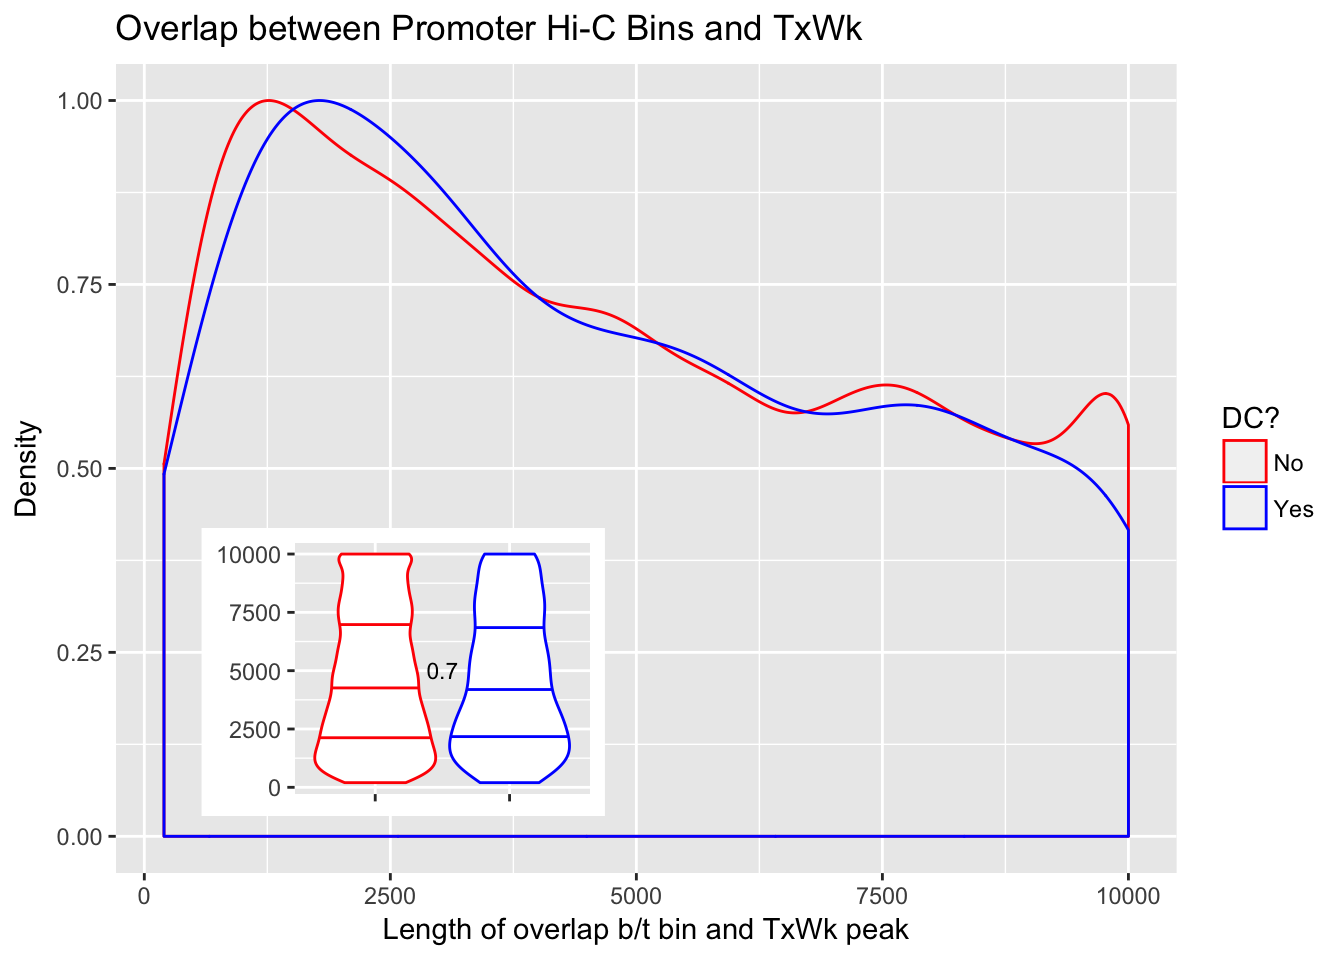 Overlap between Promoter Hi-C Bins and TxWk
1.00
0.75
0.50
0.25
0.00
Density
10000
7500
5000
2500
0
0.7
0
2500
5000
7500
10000
Length of overlap b/t bin and TxWk peak
DC?
No
Yes